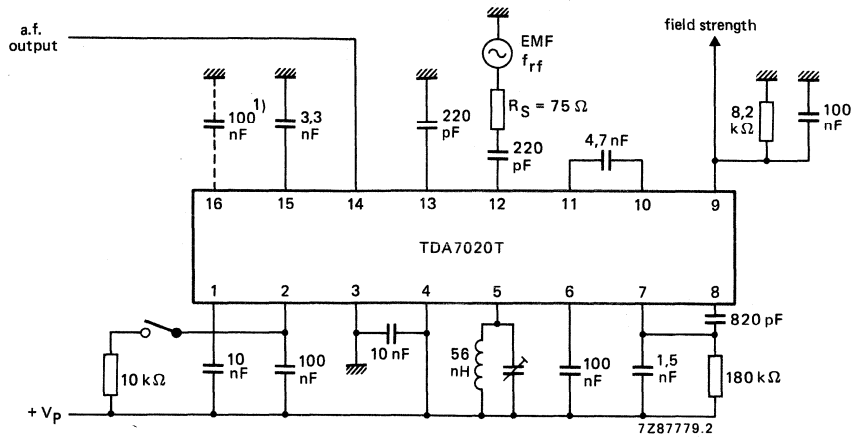 a.f.
output
EMF
f rf
field strength
100 1)
nF
3,3
nF
220
pF
R S = 75 Ω
220
pF
4,7 nF
8,2
kΩ
100
nF
16 15 14 13 12 11 10 9
TDA7020T
1 2 3 4 5 6 7 8
820 pF
10 kΩ
10
nF
100
nF
10 nF
56
nH
100
nF
1,5
nF
180 kΩ
+ Vp
7Z87779.2